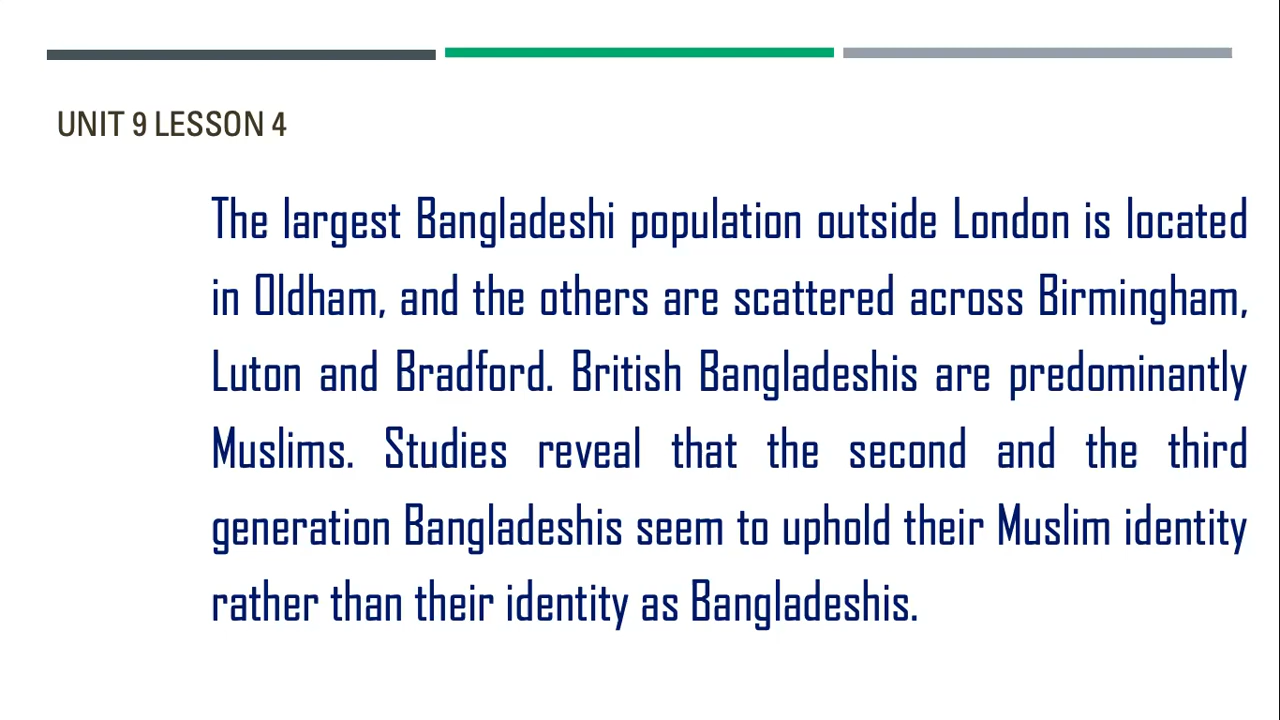 UNIT 9 LESSON 4
The largest Bangladeshi population outside London is located
in Oldham, and the others are scattered across Birmingham,
Luton and Bradford. British Bangladeshis are predominantly
Muslims. Studies reveal that the second and the third
generation Bangladeshis seem to uphold their Muslim identity
rather than their identity as Bangladeshis.